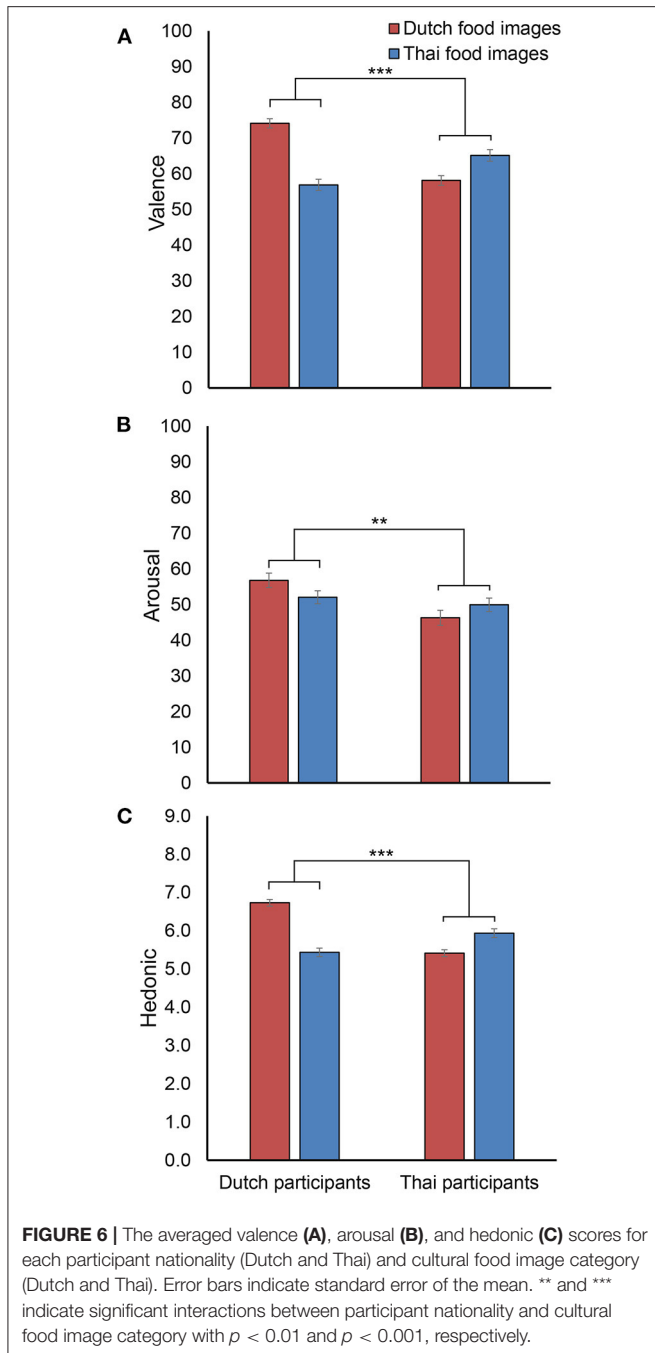 A
Dutch food images
Thai food images
***
100
90
80
70
60
50
40
30
20
10
0
Valence
B
**
100
90
80
70
60
50
40
30
20
10
0
Arousal
C
***
9.0
8.0
7.0
6.0
5.0
4.0
3.0
2.0
1.0
0.0
Hedonic
Dutch participants Thai participants
FIGURE 6 | The averaged valence (A), arousal (B), and hedonic (C) scores for
each participant nationality (Dutch and Thai) and cultural food image category
(Dutch and Thai). Error bars indicate standard error of the mean. ** and ***
indicate significant interactions between participant nationality and cultural
food image category with p < 0.01 and p < 0.001, respectively.